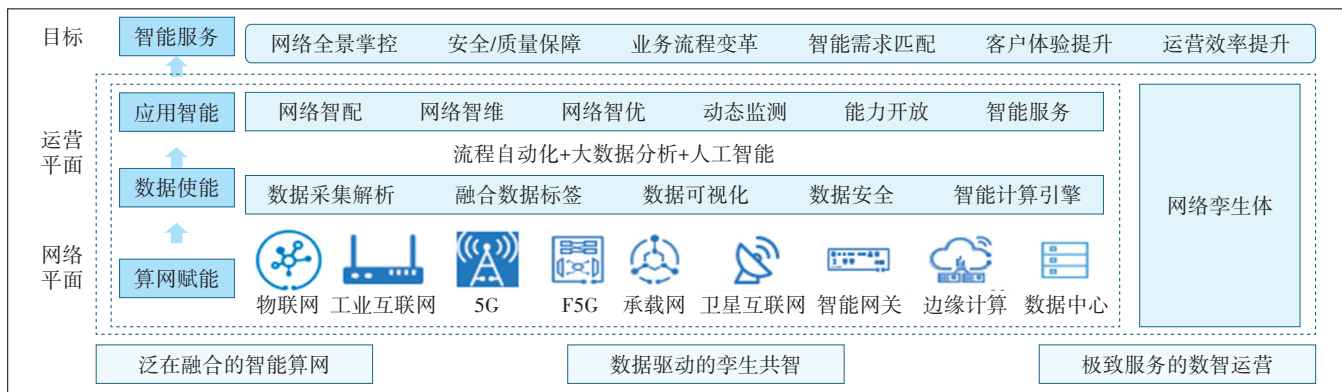 目标 智能服务 网络全景掌控 安全/质量保障 业务流程变革 智能需求匹配 客户体验提升 运营效率提升
运营平面 应用智能 网络智配 网络智维 网络智优 动态监测 能力开放 智能服务
流程自动化+大数据分析+人工智能
数据使能 数据采集解析 融合数据标签 数据可视化 数据安全 智能计算引擎
网络孪生体
网络平面 算网赋能
物联网 工业互联网 5G F5G 承载网 卫星互联网 智能网关 边缘计算 数据中心
泛在融合的智能算网 数据驱动的孪生共智 极致服务的数智运营